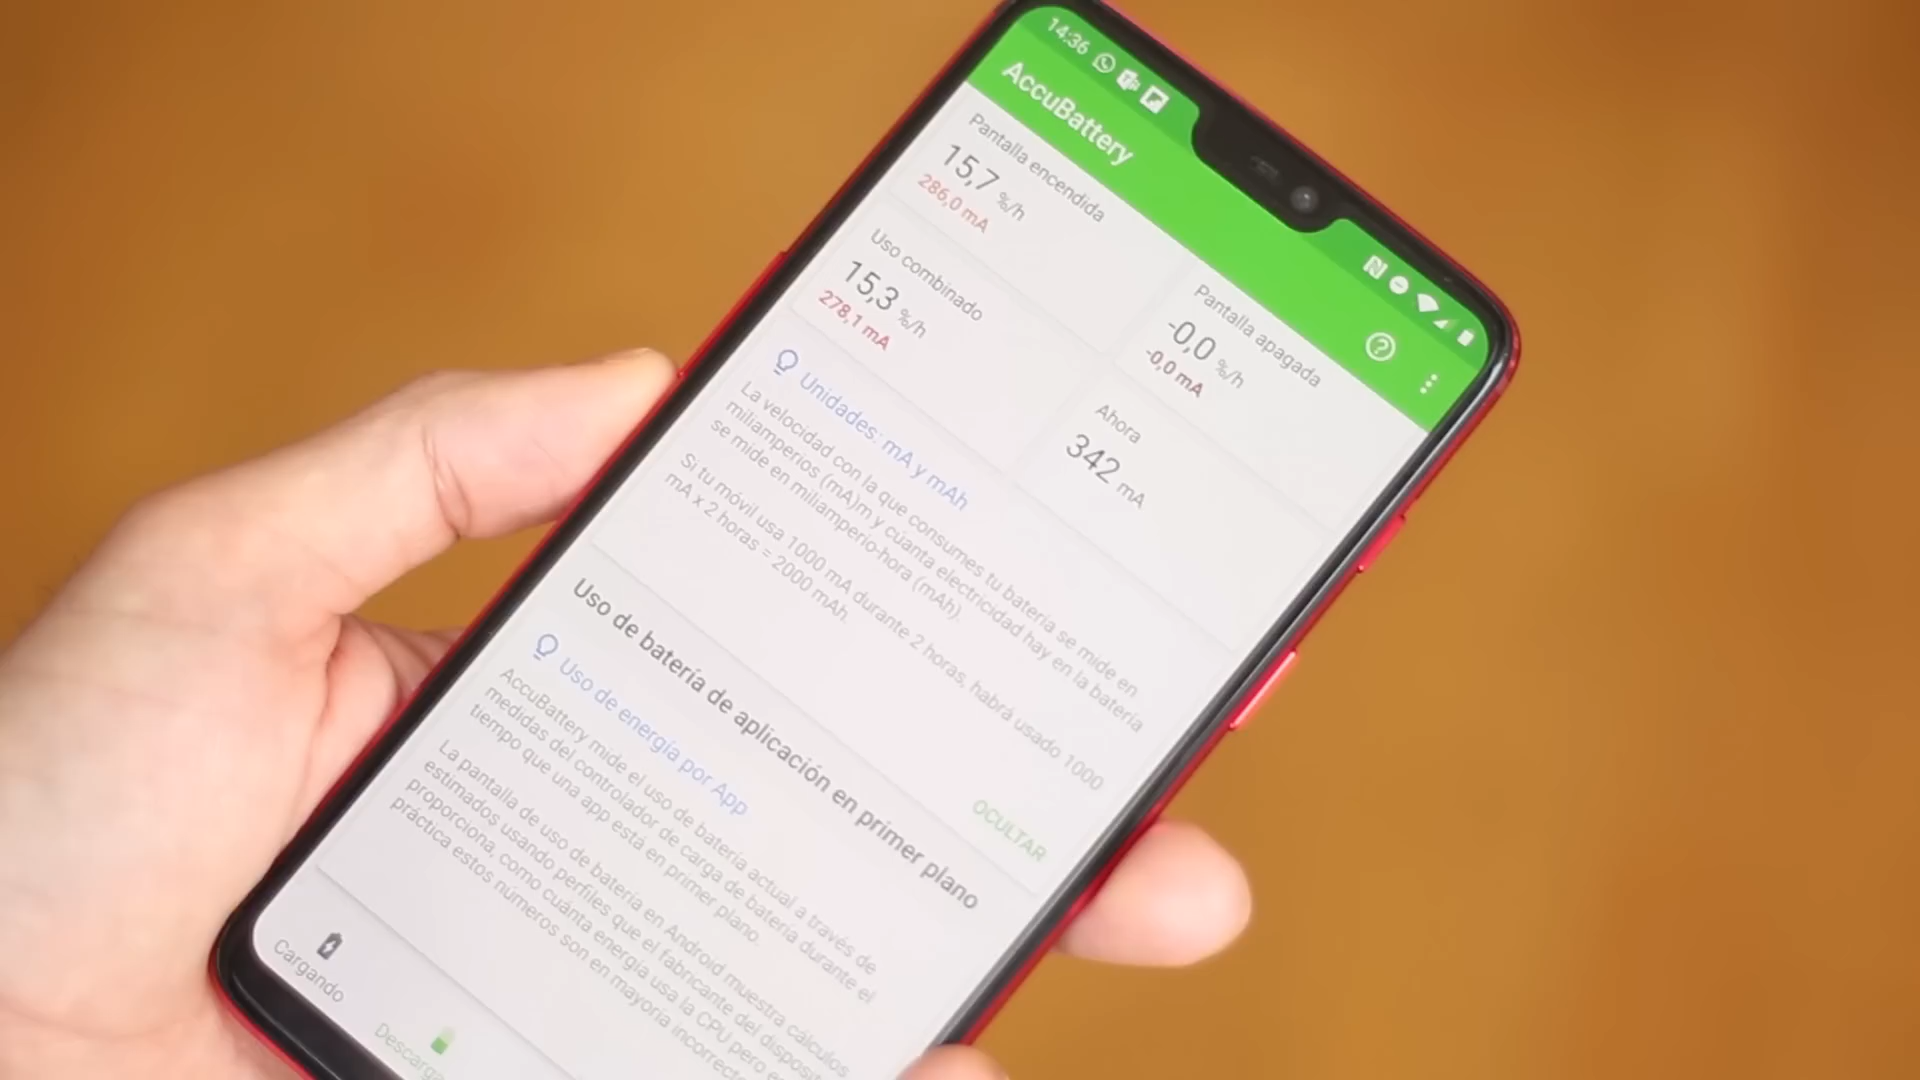 14:36
AccuBattery
Pantalla encendida
15,7 %/h
286,0 mA
Pantalla apagada
-0,0 %/h
-0,0 mA
Uso combinado
15,3 %/h
278,1 mA
Ahora
342 mA
Unidades: mA y mAh
La velocidad con la que consumes tu batería se mide en
miliamperios (mA)m y cúanta electricidad hay en la batería
se mide en miliamperio-hora (mAh).
Si tu móvil usa 1000 mA durante 2 horas, habrá usado 1000
mA x 2 horas = 2000 mAh.
OCULTAR
Uso de batería de aplicación en primer plano
Uso de energía por App
AccuBattery mide el uso de batería actual a través de
medidas del controlador de carga de batería durante el
tiempo que una app está en primer plano.
La pantalla de uso de batería en Android muestra cálculos
estimados usando perfiles que el fabricante del disposit
proporciona, como cuánta energía usa la CPU pero e
práctica estos números son en mayoría incorrect
Cargando
Descarga